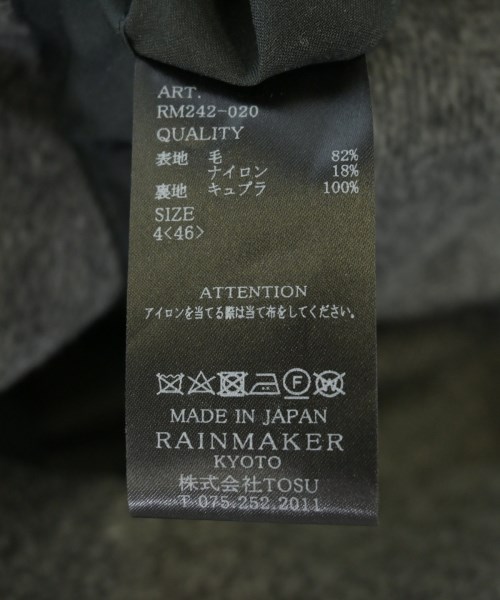 ART.
RM242-020
QUALITY
表地 毛 82%
ナイロン 18%
裏地 キュプラ 100%
SIZE
4<46>
ATTENTION
アイロンを当てる際は当て布をしてください。
MADE IN JAPAN
RAINMAKER
KYOTO
株式会社TOSU
T 075.252.2011